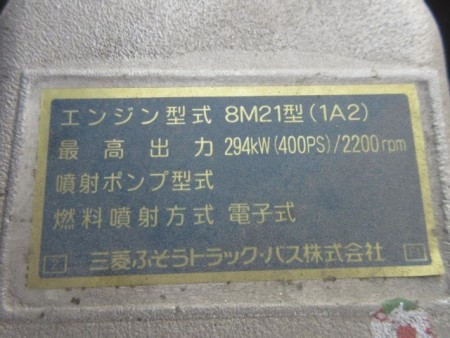 エンジン型式 8M21型(1A2)
最高出力 294kW(400PS)/2200rpm
噴射ポンプ型式
燃料噴射方式 電子式
三菱ふそうトラック・バス株式会社